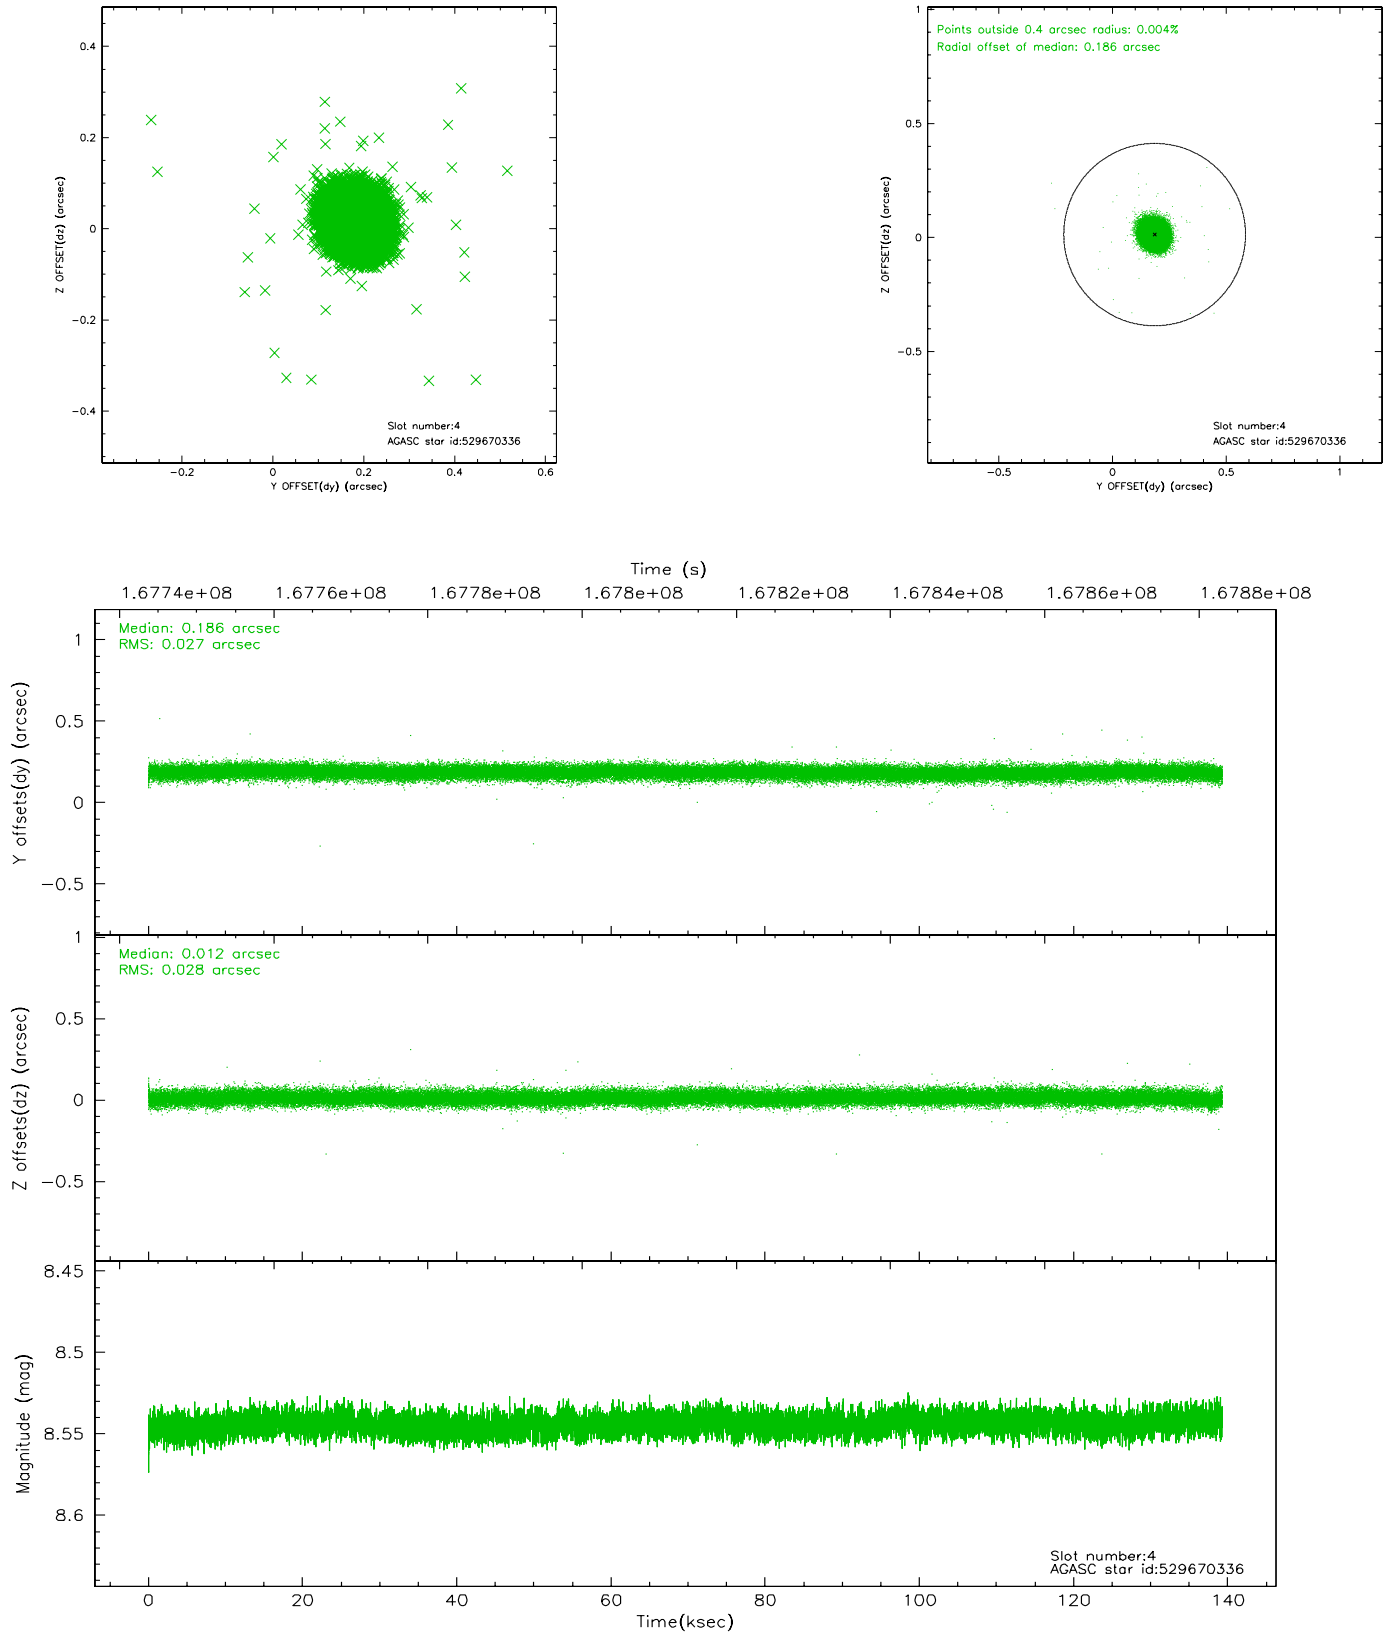 0.4
0.2
0
−0.2
−0.4
Z OFFSET(dz) (arcsec)
Slot number:4
AGASC star id:529670336
−0.2
0
0.2
0.4
0.6
Y OFFSET(dy) (arcsec)
Points outside 0.4 arcsec radius: 0.004%
Radial offset of median: 0.186 arcsec
1
0.5
0
−0.5
Z OFFSET(dz) (arcsec)
Slot number:4
AGASC star id:529670336
−0.5
0
0.5
1
Y OFFSET(dy) (arcsec)
Time (s)
1.6774e+08
1.6776e+08
1.6778e+08
1.678e+08
1.6782e+08
1.6784e+08
1.6786e+08
1.6788e+08
Median: 0.186 arcsec
RMS: 0.027 arcsec
1
0.5
0
−0.5
Y offsets(dy) (arcsec)
Median: 0.012 arcsec
RMS: 0.028 arcsec
1
0.5
0
−0.5
Z offsets(dz) (arcsec)
8.45
8.5
8.55
8.6
Magnitude (mag)
Slot number:4
AGASC star id:529670336
0
20
40
60
80
100
120
140
Time(ksec)